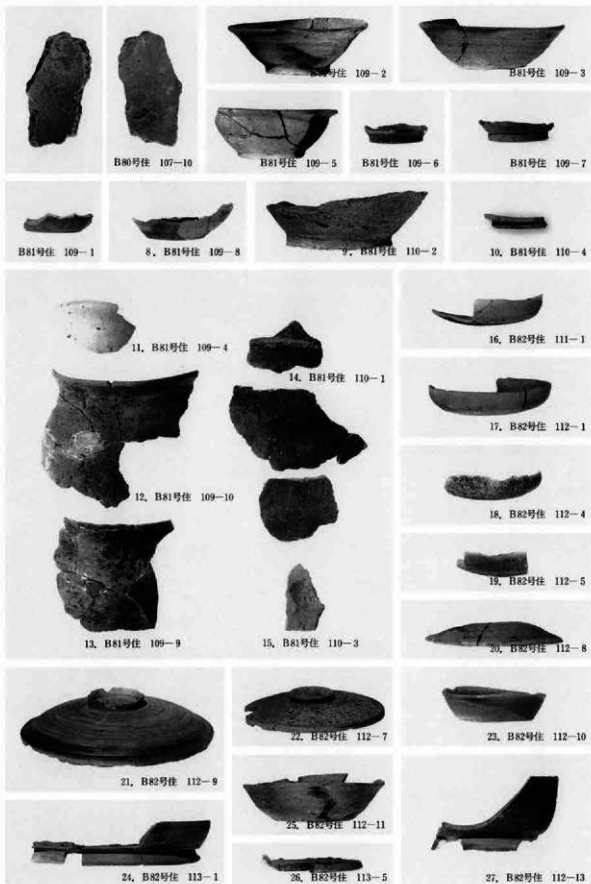 B80号住 107―10
B81号住 109―2
B81号住 109―3
B81号住 109―5
B81号住 109―6
B81号住 109―7
B81号住 109―1
8. B81号住 109―8
9. B81号住 110―2
10. B81号住 110―4
11. B81号住 109―4
12. B81号住 109―10
13. B81号住 109―9
14. B81号住 110―1
15. B81号住 110―3
16. B82号住 111―1
17. B82号住 112―1
18. B82号住 112―4
19. B82号住 112―5
20. B82号住 112―8
21. B82号住 112―9
22. B82号住 112―7
23. B82号住 112―10
24. B82号住 113―1
25. B82号住 112―11
26. B82号住 113―5
27. B82号住 112―13